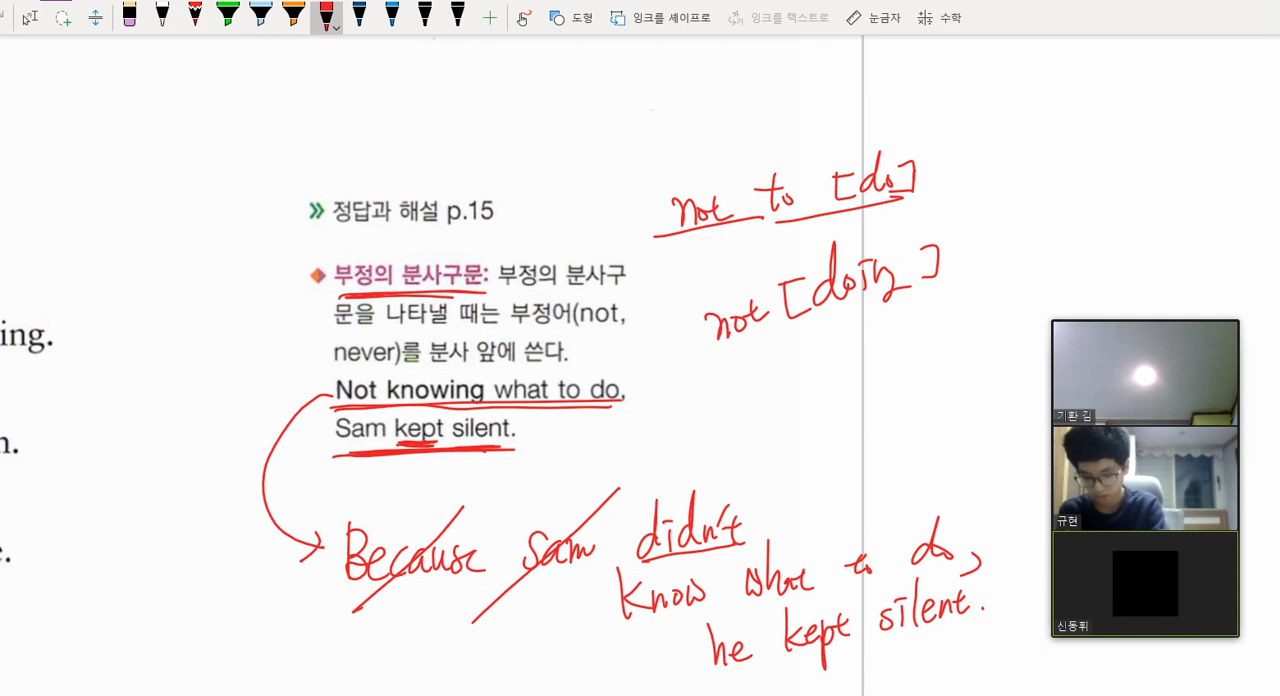 도형
잉크를 셰이프로
잉크를 텍스트로
눈금자
수학
정답과 해설 p.15
부정의 분사구문: 부정의 분사구
문을 나타낼 때는 부정어(not,
never)를 분사 앞에 쓴다.
Not knowing what to do,
Sam kept silent.
not to [do]
not [doing]
ing.
n.
e.
Because Sam didn't
know what to do,
he kept silent.
기환 김
규현
신동휘